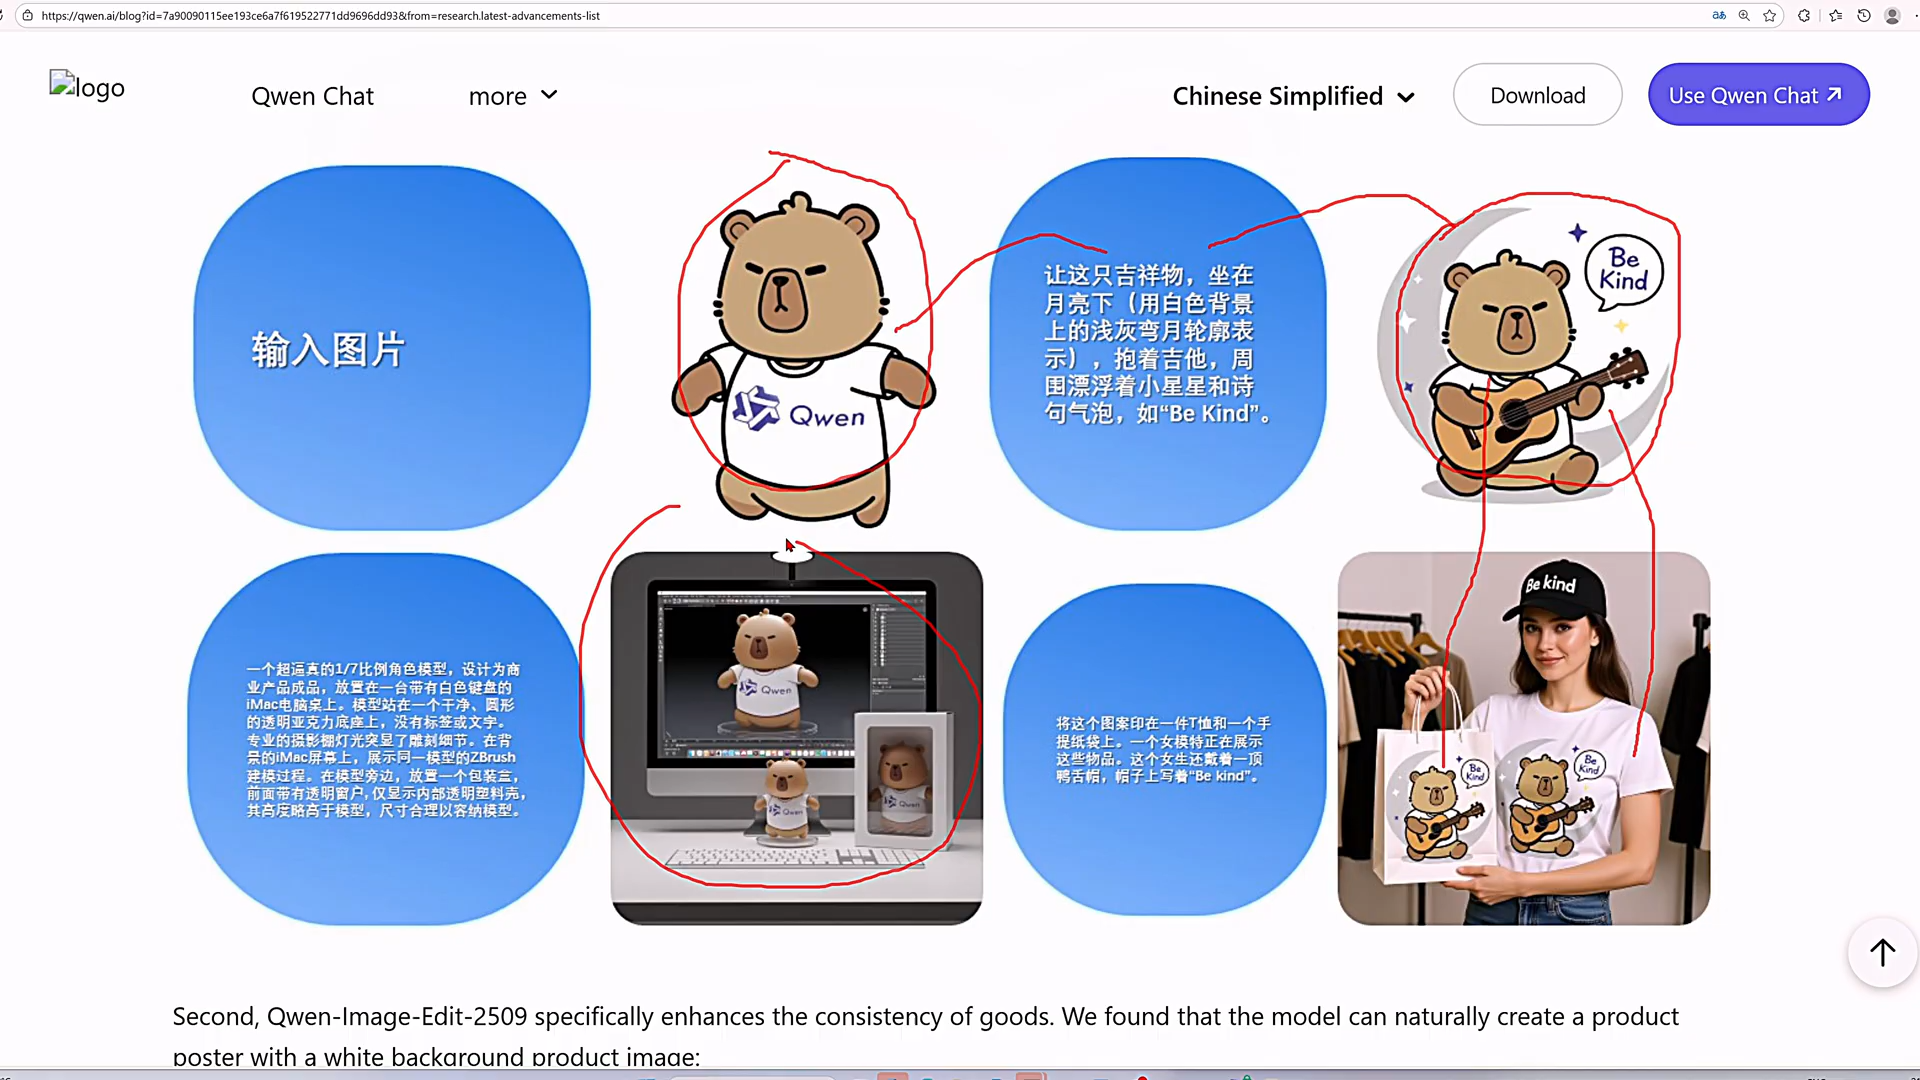 https://qwen.ai/blog?id=7a90090115ee193ce6a7f619522771dd9696dd93&from=research.latest-advancements-list
logo
Qwen Chat
more
Chinese Simplified
Download
Use Qwen Chat
输入图片
Qwen
让这只吉祥物，坐在
月亮下（用白色背景
上的浅灰弯月轮廓表
示），抱着吉他，周
围漂浮着小星星和诗
句气泡，如“Be Kind”。
Be
Kind
一个超逼真的1/7比例角色模型，设计为商
业产品成品，放置在一台带有白色键盘的
iMac电脑桌上。模型站在一个干净、圆形
的透明亚克力底座上，没有标签或文字。
专业的摄影棚灯光突显了雕刻细节。在背
景的iMac屏幕上，展示同一模型的ZBrush
建模过程。在模型旁边，放置一个包装盒，
前面带有透明窗户，仅显示内部透明塑料壳，
其高度略高于模型，尺寸合理以容纳模型。
Qwen
Qwen
Qwen
将这个图案印在一件T恤和一个手
提纸袋上。一个女模特正在展示
这些物品。这个女生还戴着一顶
鸭舌帽，帽子上写着“Be kind”。
Be kind
Be
Kind
Be
Kind
Second, Qwen-Image-Edit-2509 specifically enhances the consistency of goods. We found that the model can naturally create a product
poster with a white background product image: